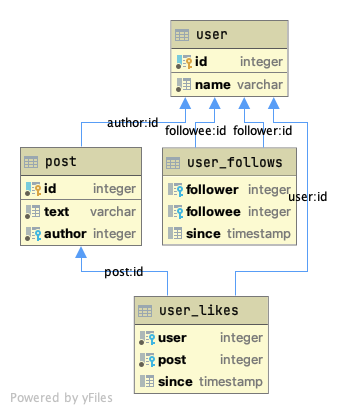 user
id integer
name varchar
author:id
followee:id
follower:id
post
id integer
text varchar
author integer
user_follows
follower integer
followee integer
since timestamp
user:id
post:id
user_likes
user integer
post integer
since timestamp
Powered by yFiles